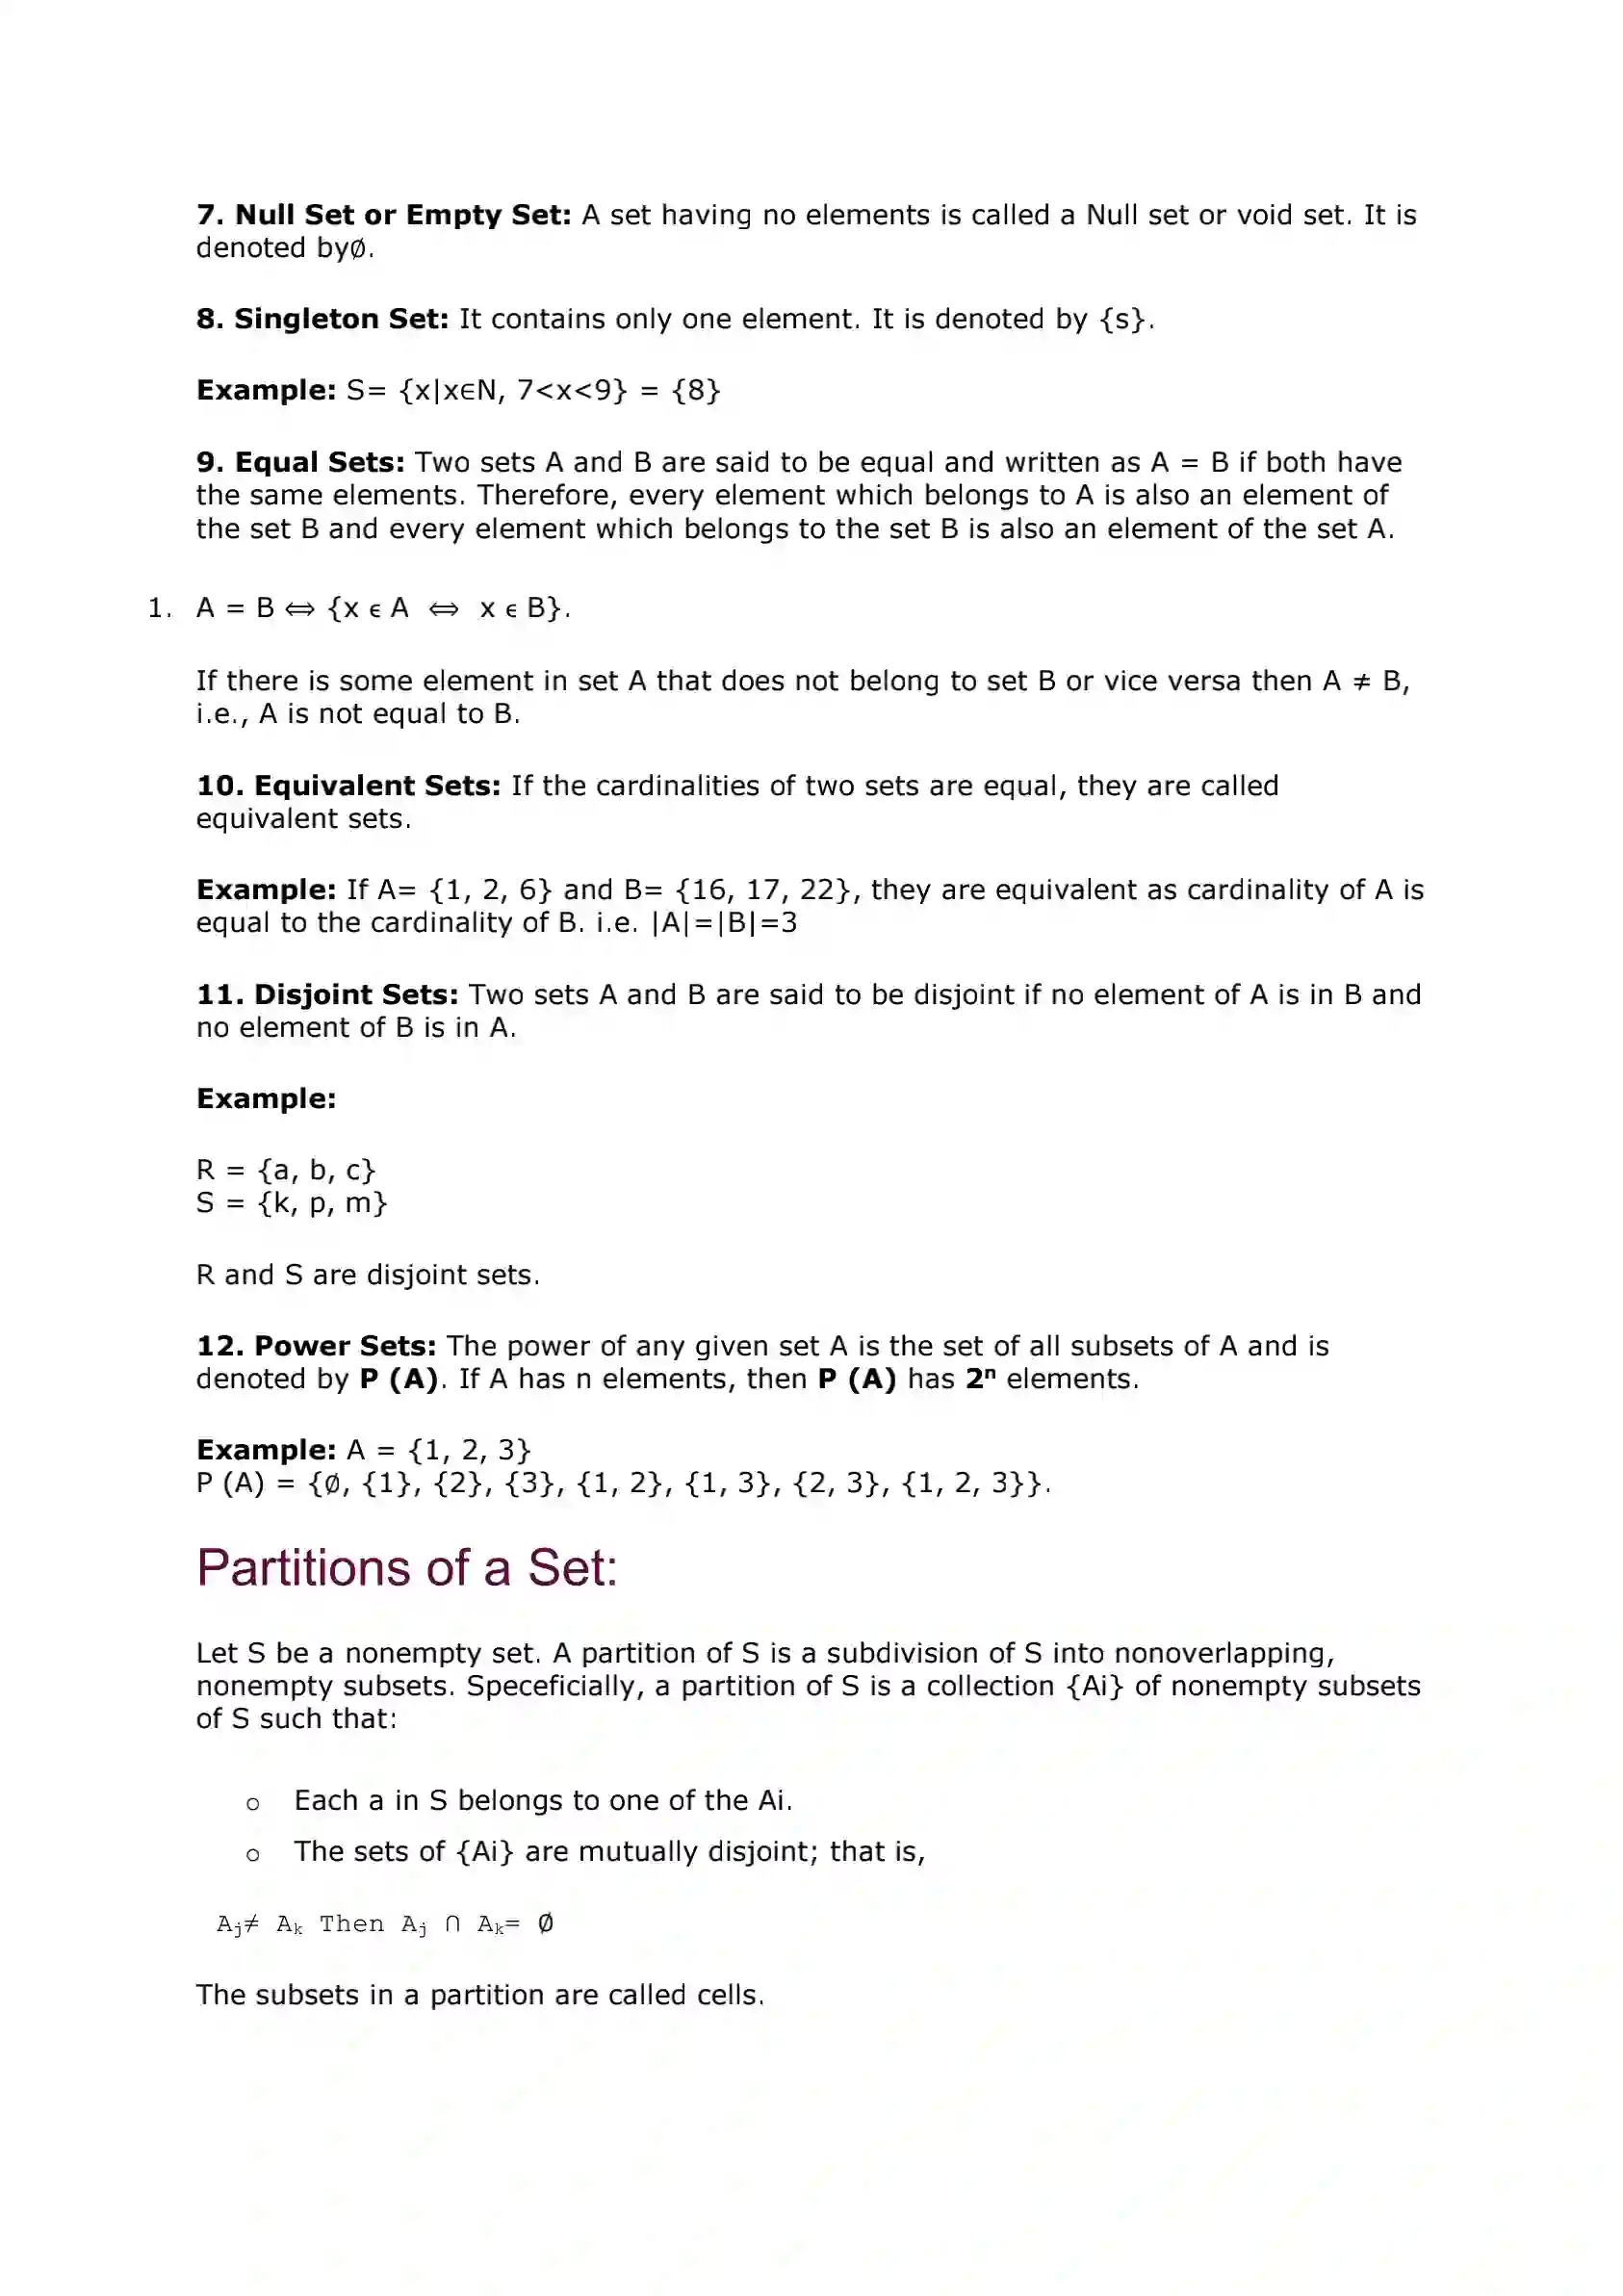 7. Null Set or Empty Set: A set having no elements is called a Null set or void set. It is
denoted by∅.
8. Singleton Set: It contains only one element. It is denoted by {s}.
Example: S= {x|x∈N, 7<x<9} = {8}
9. Equal Sets: Two sets A and B are said to be equal and written as A = B if both have
the same elements. Therefore, every element which belongs to A is also an element of
the set B and every element which belongs to the set B is also an element of the set A.
1. A = B ⇔ {x ϵ A ⇔ x ϵ B}.
If there is some element in set A that does not belong to set B or vice versa then A ≠ B,
i.e., A is not equal to B.
10. Equivalent Sets: If the cardinalities of two sets are equal, they are called
equivalent sets.
Example: If A= {1, 2, 6} and B= {16, 17, 22}, they are equivalent as cardinality of A is
equal to the cardinality of B. i.e. |A|=|B|=3
11. Disjoint Sets: Two sets A and B are said to be disjoint if no element of A is in B and
no element of B is in A.
Example:
R = {a, b, c}
S = {k, p, m}
R and S are disjoint sets.
12. Power Sets: The power of any given set A is the set of all subsets of A and is
denoted by P (A). If A has n elements, then P (A) has 2ⁿ elements.
Example: A = {1, 2, 3}
P (A) = {∅, {1}, {2}, {3}, {1, 2}, {1, 3}, {2, 3}, {1, 2, 3}}.
Partitions of a Set:
Let S be a nonempty set. A partition of S is a subdivision of S into nonoverlapping,
nonempty subsets. Speceficially, a partition of S is a collection {Ai} of nonempty subsets
of S such that:
o Each a in S belongs to one of the Ai.
o The sets of {Ai} are mutually disjoint; that is,
Aⱼ≠ Aₖ Then Aⱼ ∩ Aₖ= ∅
The subsets in a partition are called cells.